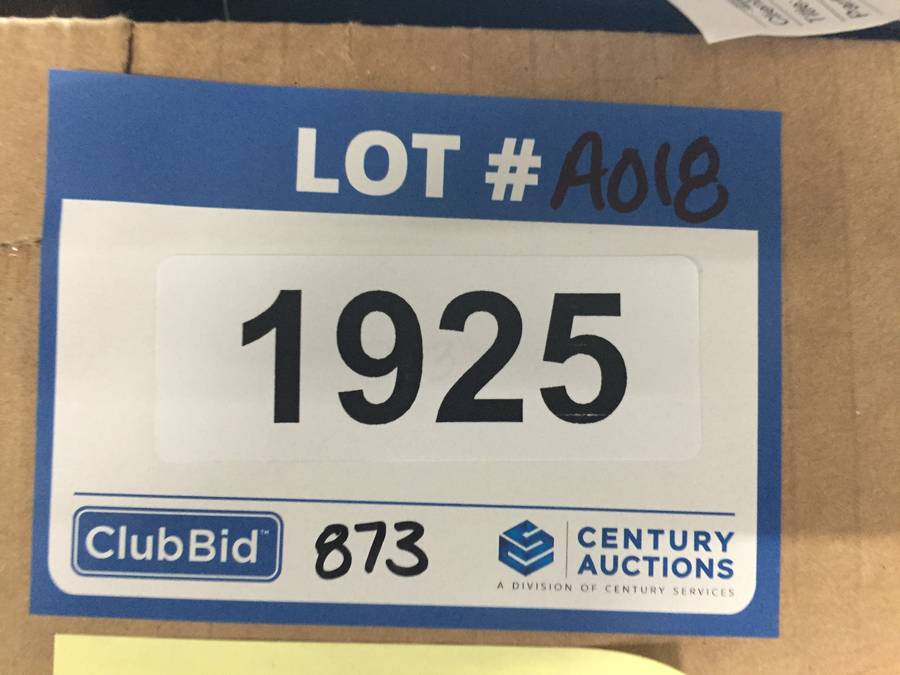 LOT # A018
1925
ClubBid™ 873 CENTURY AUCTIONS
A DIVISION OF CENTURY SERVICES